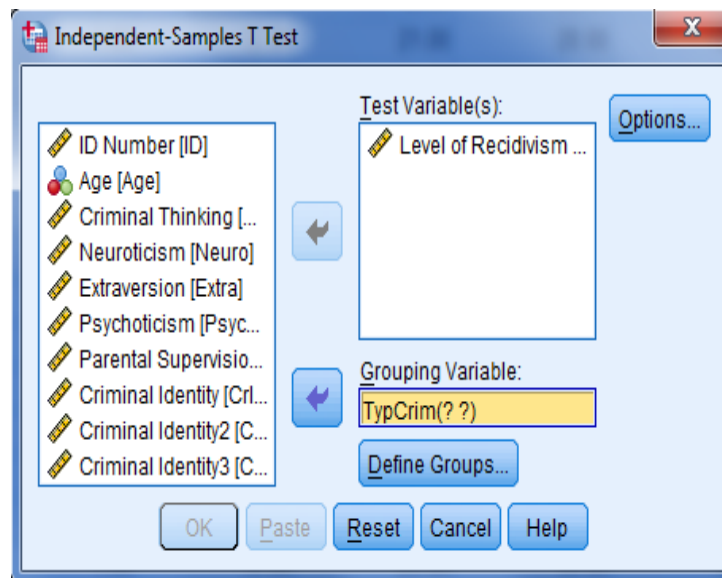 Independent-Samples T Test
ID Number [ID]
Age [Age]
Criminal Thinking [...
Neuroticism [Neuro]
Extraversion [Extra]
Psychoticism [Psyc...
Parental Supervisio...
Criminal Identity [CrI...
Criminal Identity2 [C...
Criminal Identity3 [C...
Test Variable(s):
Level of Recidivism ...
Options...
Grouping Variable:
TypCrim(? ?)
Define Groups...
OK Paste Reset Cancel Help